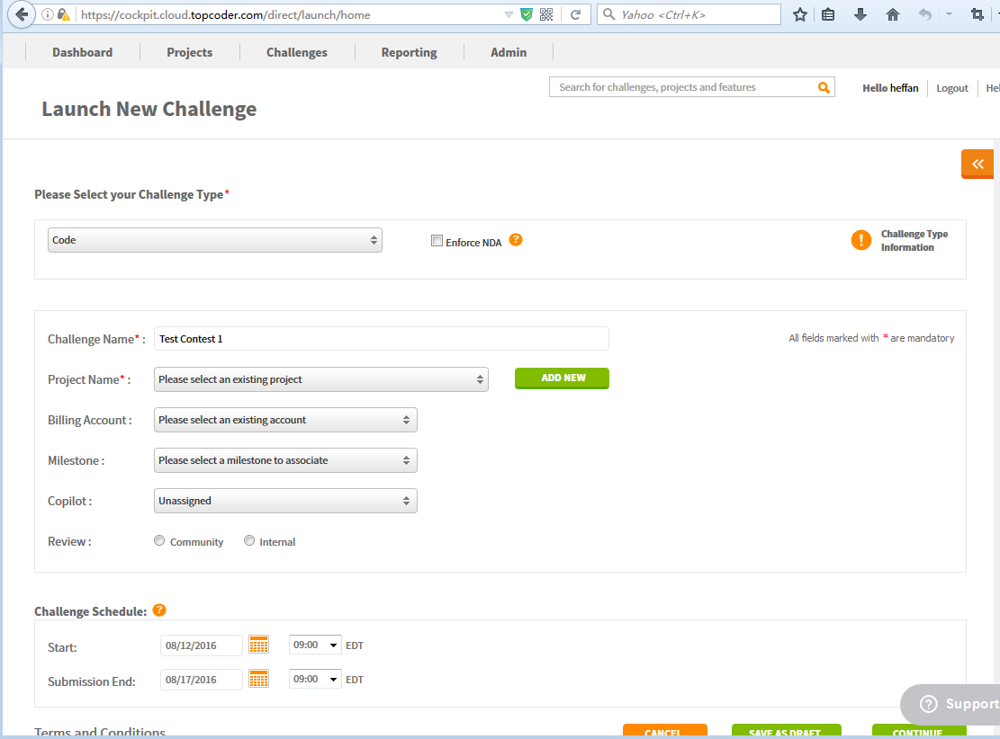 https://cockpit.cloud.topcoder.com/direct/launch/home
Yahoo <Ctrl+K>
Dashboard Projects Challenges Reporting Admin
Search for challenges, projects and features
Hello heffan Logout Hel
Launch New Challenge
Please Select your Challenge Type*
Code
Enforce NDA ?
! Challenge Type
Information
Challenge Name* : Test Contest 1
All fields marked with * are mandatory
Project Name* : Please select an existing project ADD NEW
Billing Account : Please select an existing account
Milestone : Please select a milestone to associate
Copilot : Unassigned
Review : Community Internal
Challenge Schedule: ?
Start: 08/12/2016 09:00 EDT
Submission End: 08/17/2016 09:00 EDT
? Support
Terms and Conditions
CANCEL SAVE AS DRAFT CONTINUE